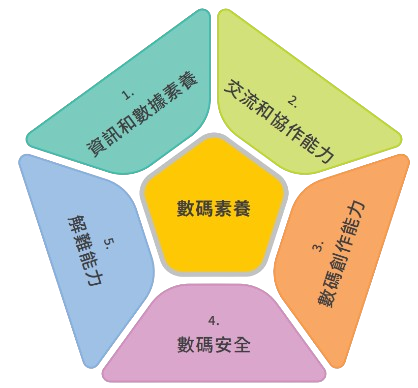 1.
資訊和數據素養
2.
交流和協作能力
3.
數碼創作能力
4.
數碼安全
5.
解難能力
數碼素養